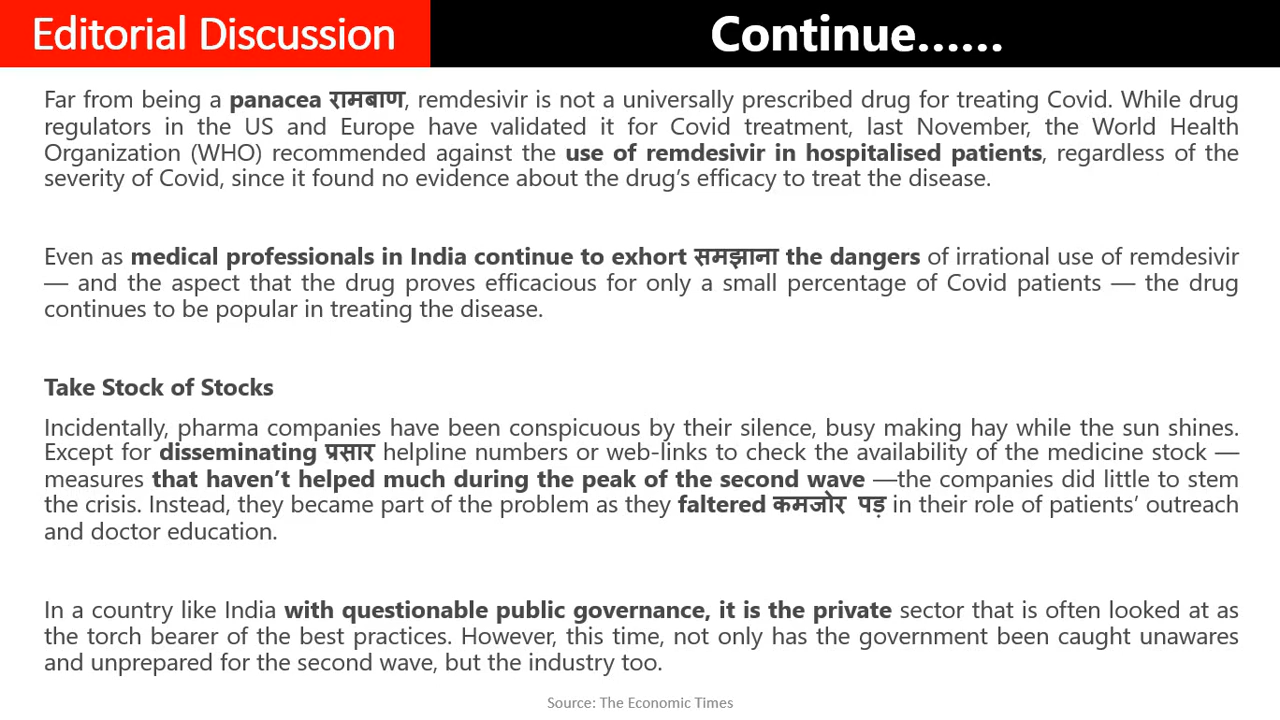 Editorial Discussion
Continue......
Far from being a panacea रामबाण, remdesivir is not a universally prescribed drug for treating Covid. While drug
regulators in the US and Europe have validated it for Covid treatment, last November, the World Health
Organization (WHO) recommended against the use of remdesivir in hospitalised patients, regardless of the
severity of Covid, since it found no evidence about the drug's efficacy to treat the disease.
Even as medical professionals in India continue to exhort समझाना the dangers of irrational use of remdesivir
— and the aspect that the drug proves efficacious for only a small percentage of Covid patients — the drug
continues to be popular in treating the disease.
Take Stock of Stocks
Incidentally, pharma companies have been conspicuous by their silence, busy making hay while the sun shines.
Except for disseminating प्रसार helpline numbers or web-links to check the availability of the medicine stock —
measures that haven't helped much during the peak of the second wave —the companies did little to stem
the crisis. Instead, they became part of the problem as they faltered कमजोर पड़ in their role of patients' outreach
and doctor education.
In a country like India with questionable public governance, it is the private sector that is often looked at as
the torch bearer of the best practices. However, this time, not only has the government been caught unawares
and unprepared for the second wave, but the industry too.
Source: The Economic Times